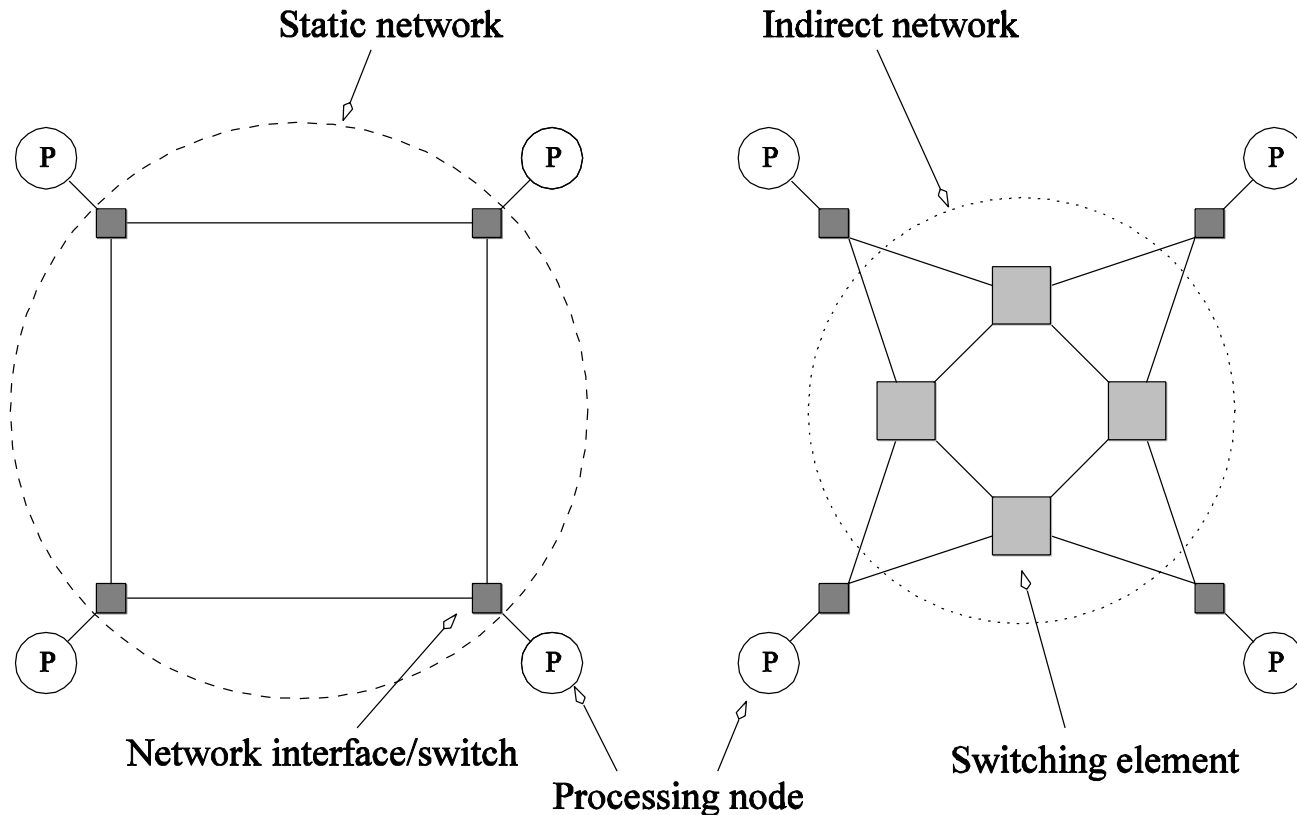 Static network
Indirect network
P
P
P
P
P
P
P
P
Network interface/switch
Switching element
Processing node